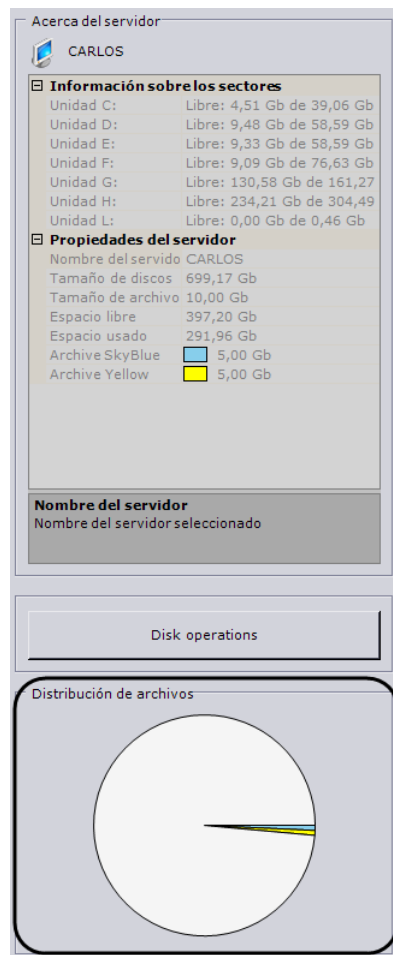 Acerca del servidor
CARLOS
Información sobre los sectores
Unidad C: Libre: 4,51 Gb de 39,06 Gb
Unidad D: Libre: 9,48 Gb de 58,59 Gb
Unidad E: Libre: 9,33 Gb de 58,59 Gb
Unidad F: Libre: 9,09 Gb de 76,63 Gb
Unidad G: Libre: 130,58 Gb de 161,27
Unidad H: Libre: 234,21 Gb de 304,49
Unidad L: Libre: 0,00 Gb de 0,46 Gb
Propiedades del servidor
Nombre del servido CARLOS
Tamaño de discos 699,17 Gb
Tamaño de archivo 10,00 Gb
Espacio libre 397,20 Gb
Espacio usado 291,96 Gb
Archive SkyBlue 5,00 Gb
Archive Yellow 5,00 Gb
Nombre del servidor
Nombre del servidor seleccionado
Disk operations
Distribución de archivos